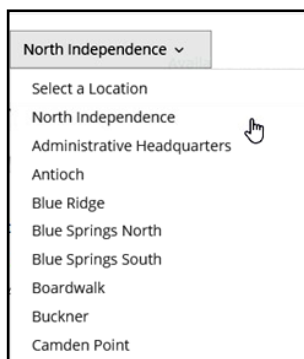 North Independence
Select a Location
North Independence
Administrative Headquarters
Antioch
Blue Ridge
Blue Springs North
Blue Springs South
Boardwalk
Buckner
Camden Point